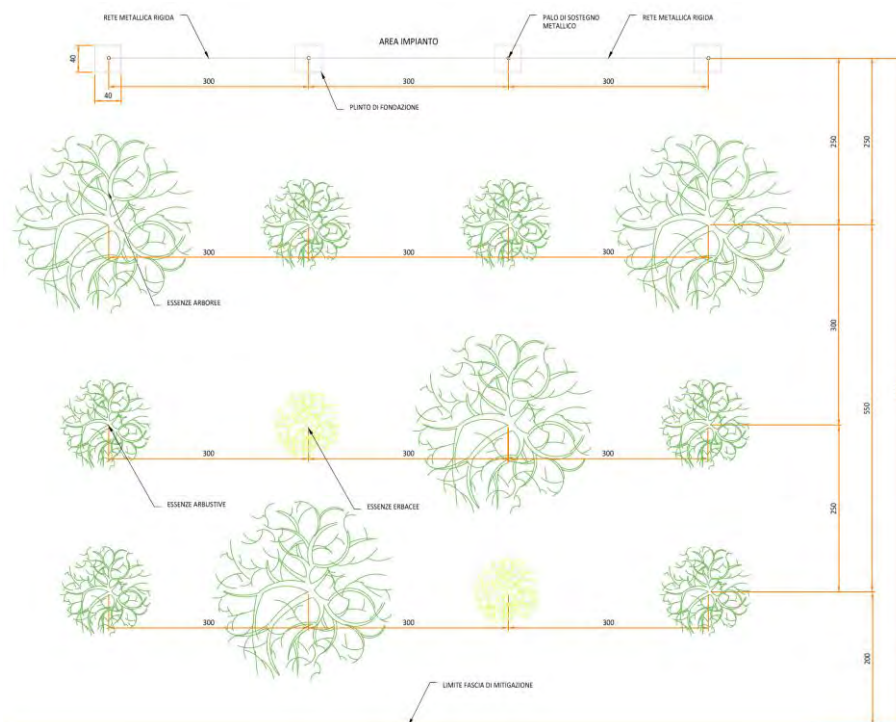 RETE METALLICA RIGIDA
PALO DI SOSTEGNO
METALLICO
RETE METALLICA RIGIDA
AREA IMPIANTO
40
300
300
300
40
PLINTO DI FONDAZIONE
250
250
300
300
300
ESSENZE ARBOREE
300
550
300
300
300
ESSENZE ARBUSTIVE
ESSENZE ERBACEE
250
300
300
300
200
LIMITE FASCIA DI MITIGAZIONE